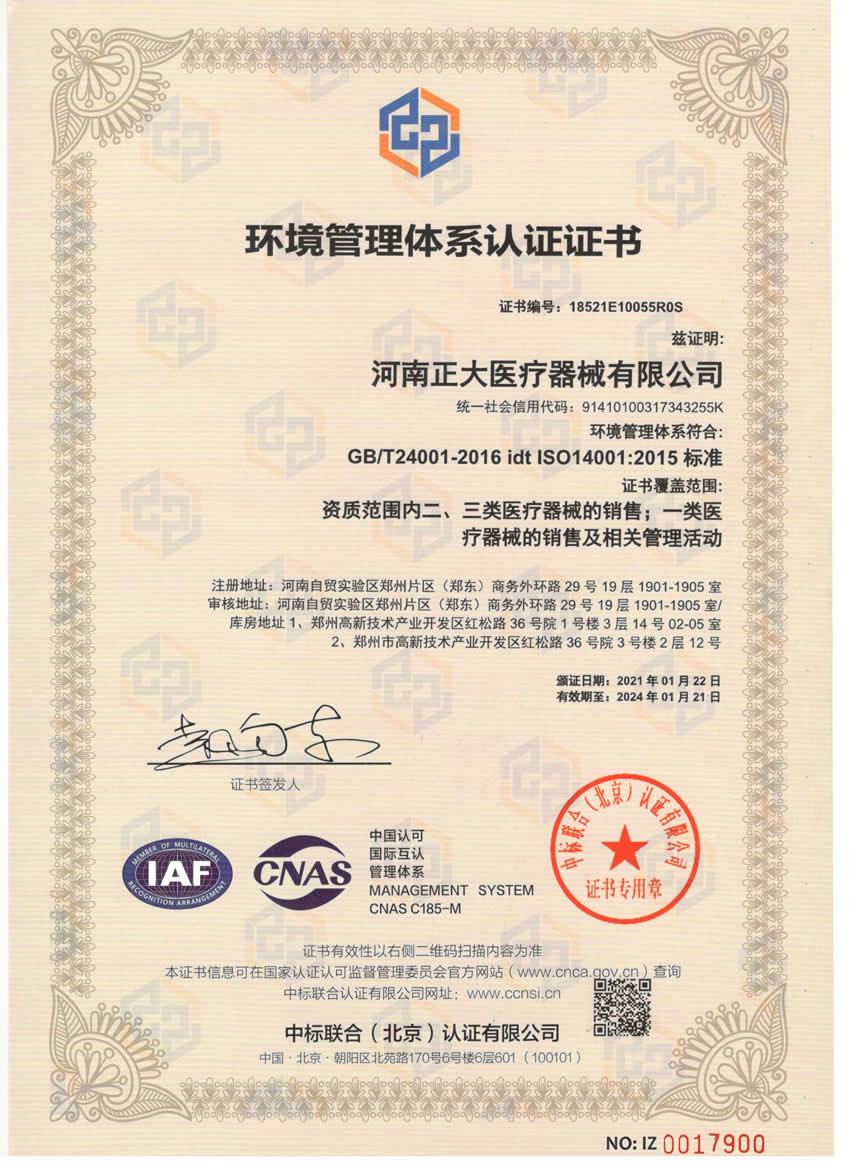 环境管理体系认证证书
证书编号：18521E10055R0S
兹证明:
河南正大医疗器械有限公司
统一社会信用代码：91410100317343255K
环境管理体系符合:
GB/T24001-2016 idt ISO14001:2015 标准
证书覆盖范围:
资质范围内二、三类医疗器械的销售；一类医
疗器械的销售及相关管理活动
注册地址：河南自贸实验区郑州片区（郑东）商务外环路 29 号 19 层 1901-1905 室
审核地址：河南自贸实验区郑州片区（郑东）商务外环路 29 号 19 层 1901-1905 室/
库房地址 1、郑州高新技术产业开发区红松路 36 号院 1 号楼 3 层 14 号 02-05 室
2、郑州市高新技术产业开发区红松路 36 号院 3 号楼 2 层 12 号
颁证日期：2021 年 01 月 22 日
有效期至：2024 年 01 月 21 日
证书签发人
MEMBER OF MULTILATERAL
IAF
RECOGNITION ARRANGEMENT
CNAS
中国认可
国际互认
管理体系
MANAGEMENT SYSTEM
CNAS C185-M
中标联合（北京）认证有限公司
证书专用章
证书有效性以右侧二维码扫描内容为准
本证书信息可在国家认证认可监督管理委员会官方网站（www.cnca.gov.cn）查询
中标联合认证有限公司网址：www.ccnsi.cn
中标联合（北京）认证有限公司
中国·北京·朝阳区北苑路170号6号楼6层601（100101）
NO: IZ 0017900